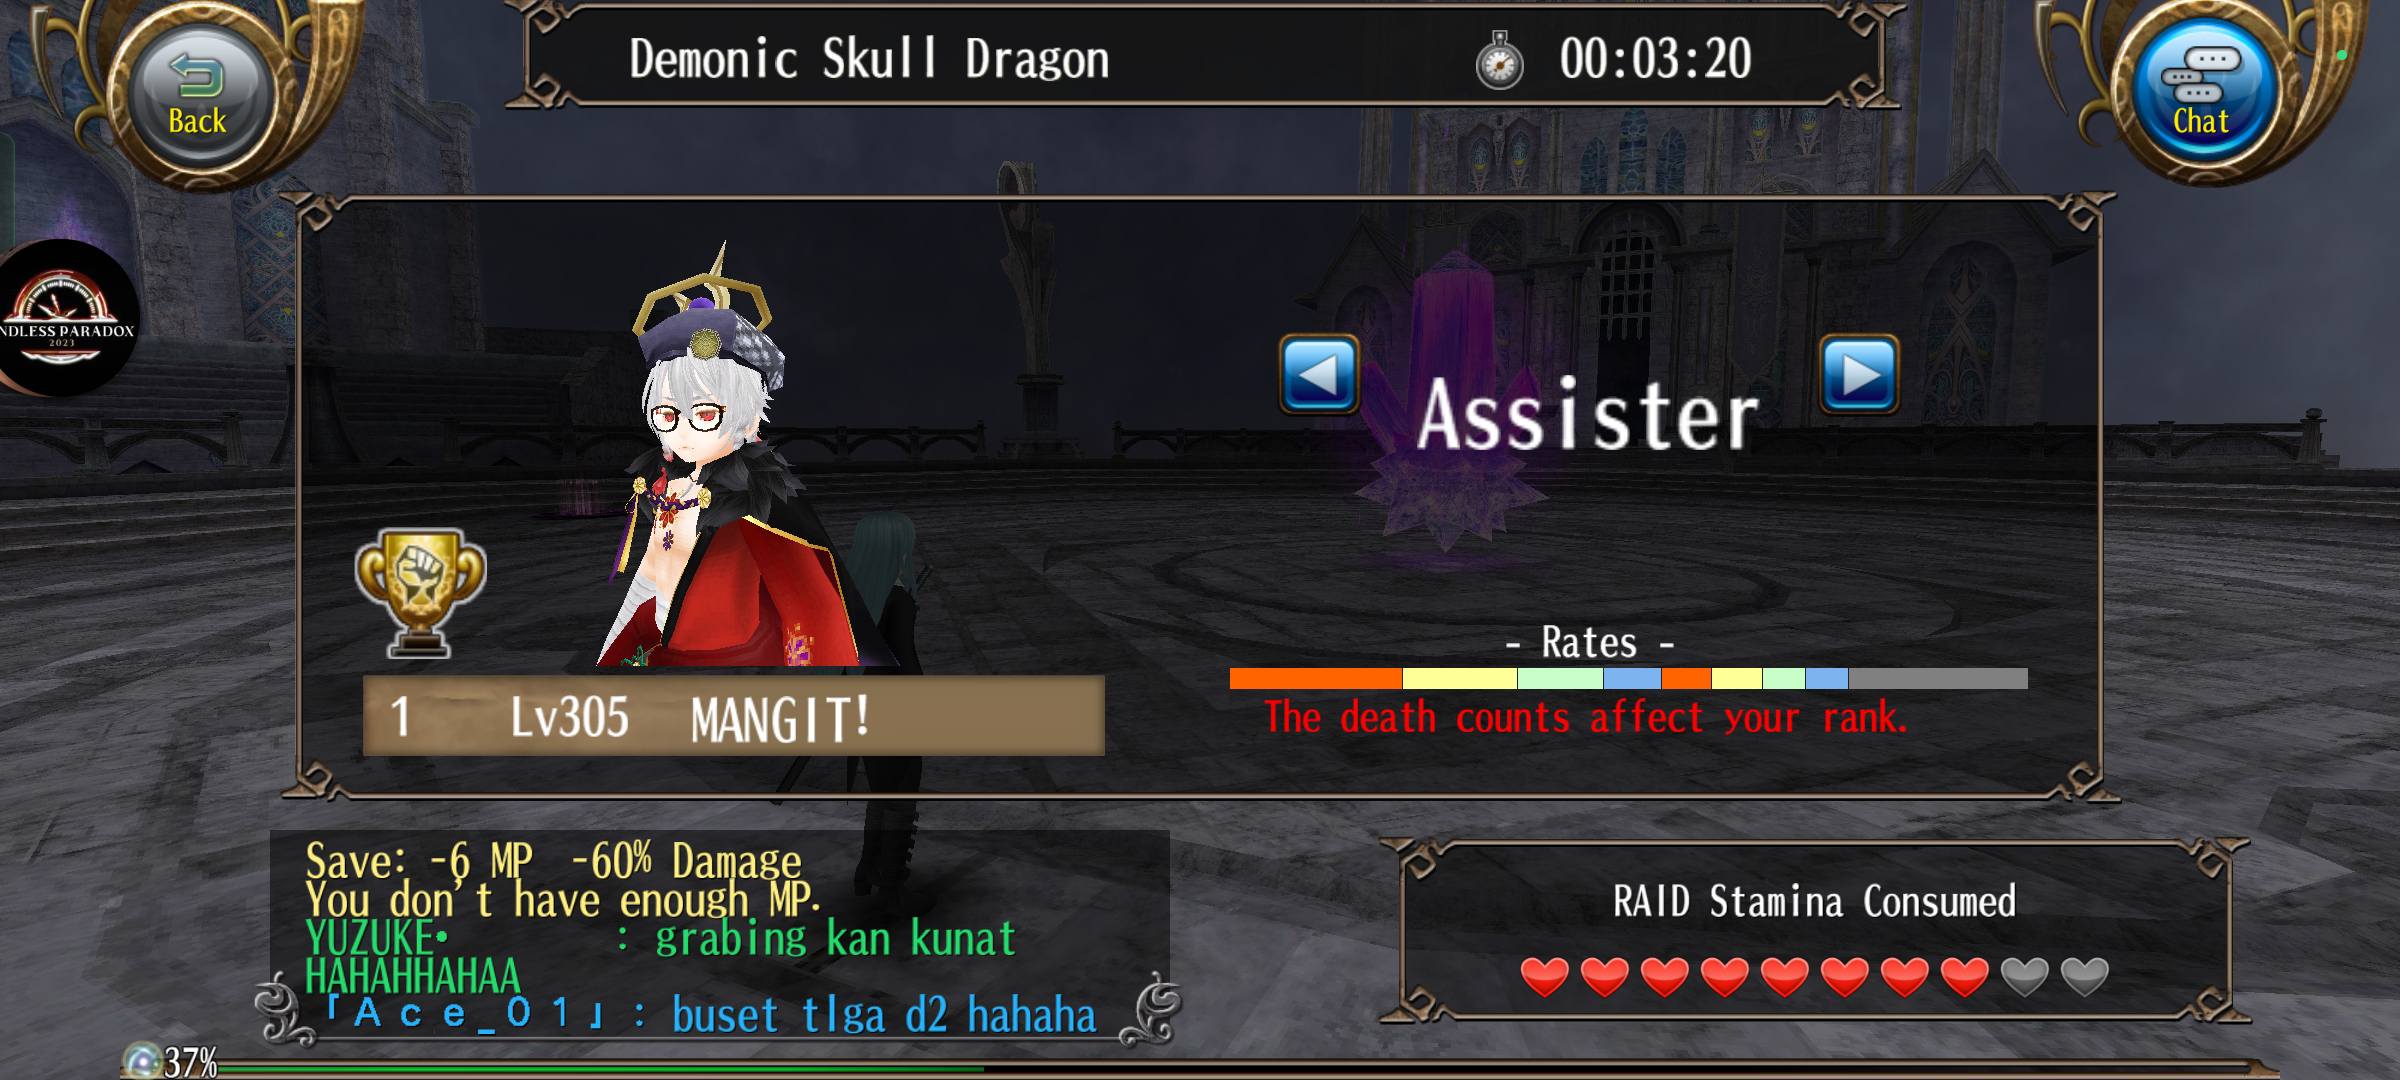 Back
Demonic Skull Dragon
00:03:20
Chat
NDLESS PARADOX
2023
Assister
- Rates -
The death counts affect your rank.
1 Lv305 MANGIT!
Save: -6 MP -60% Damage
You don't have enough MP.
YUZUKE• : grabing kan kunat
HAHAHHAHAA
「Ace_01」: buset tlga d2 hahaha
RAID Stamina Consumed
37%